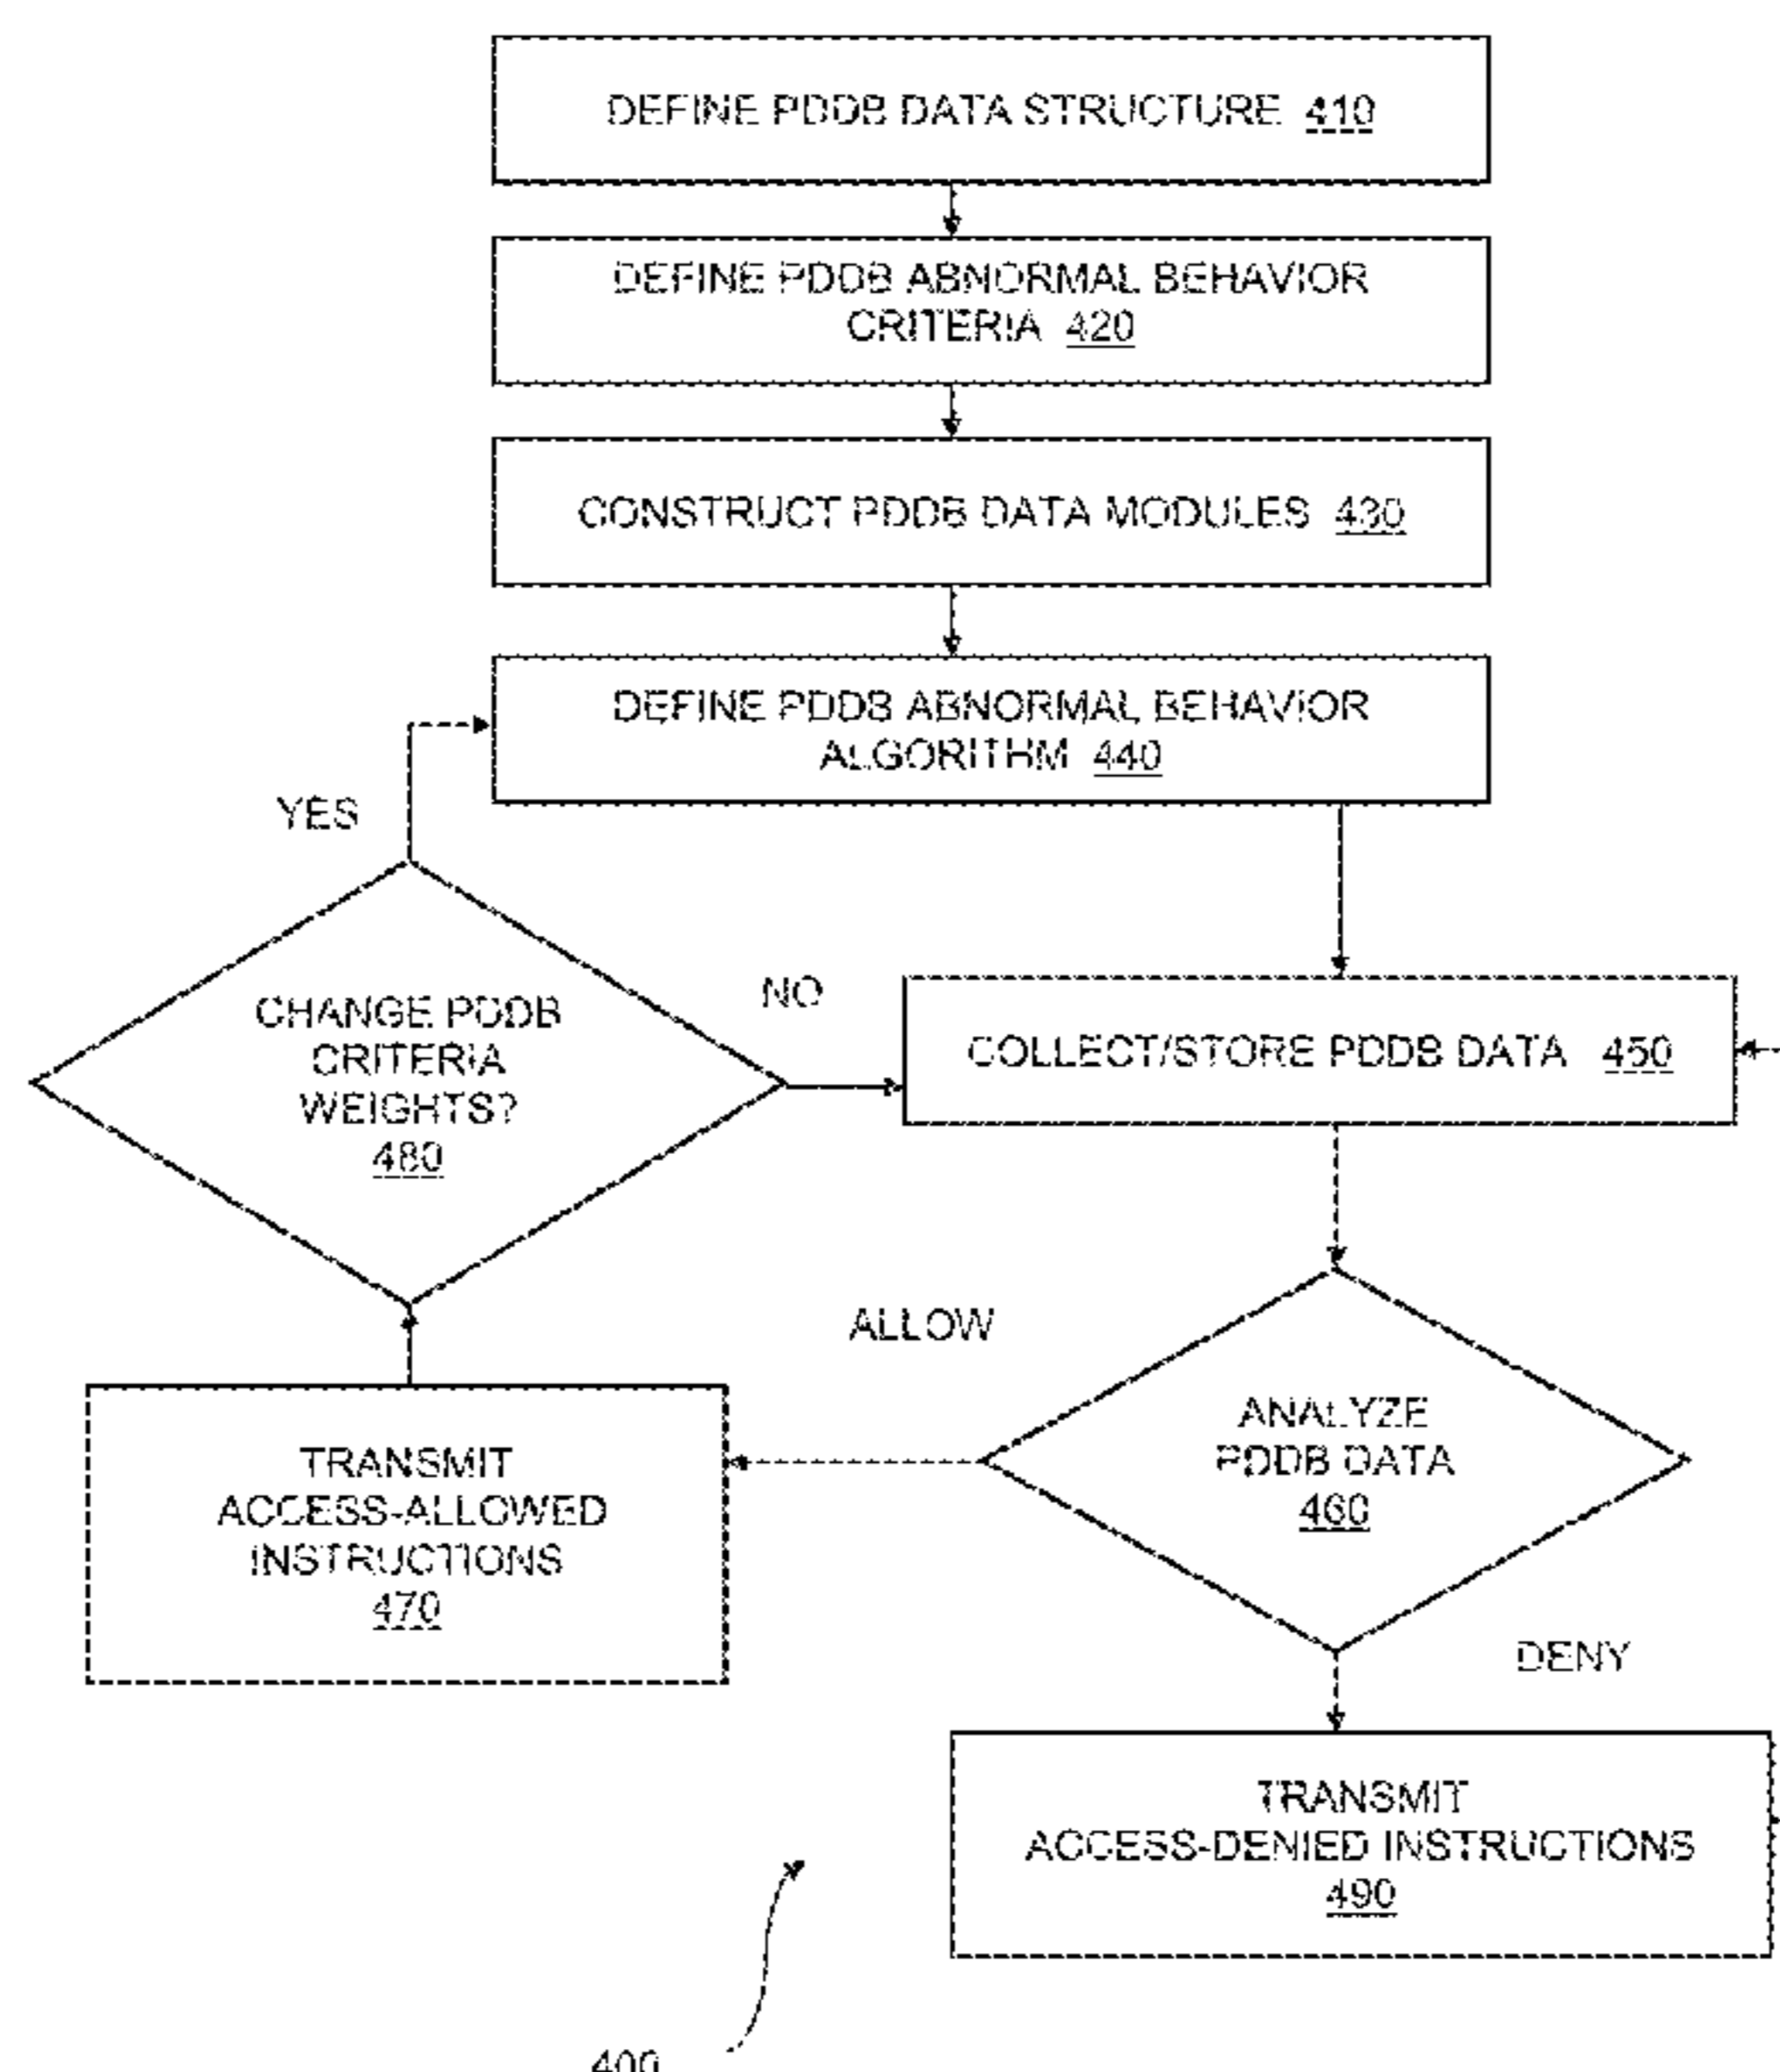 DEFINE PDDB DATA STRUCTURE 410
DEFINE PDDB ABNORMAL BEHAVIOR
CRITERIA 420
CONSTRUCT PDDB DATA MODULES 430
DEFINE PDDB ABNORMAL BEHAVIOR
ALGORITHM 440
YES
CHANGE PDDB
CRITERIA
WEIGHTS?
480
NO
COLLECT/STORE PDDB DATA 450
ALLOW
ANALYZE
PDDB DATA
460
TRANSMIT
ACCESS-ALLOWED
INSTRUCTIONS
470
DENY
TRANSMIT
ACCESS-DENIED INSTRUCTIONS
490
400